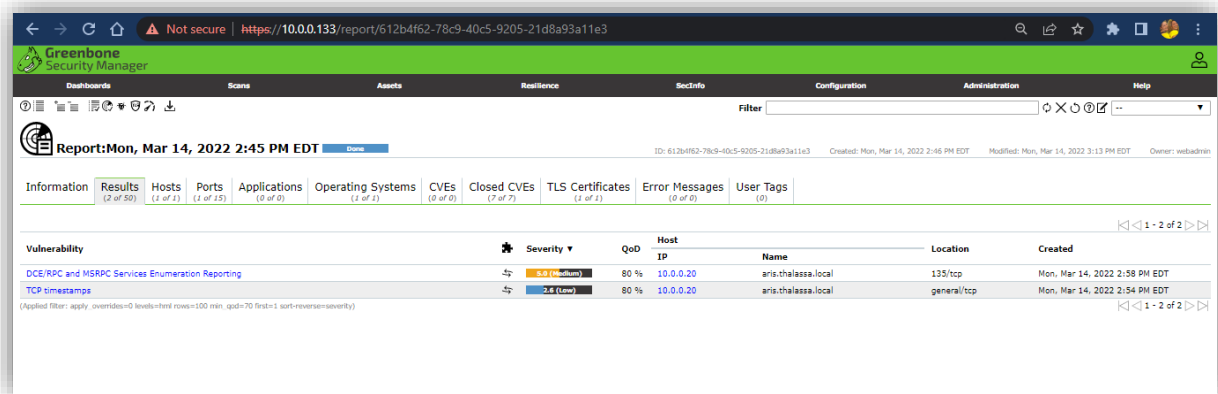 Not secure | https://10.0.0.133/report/612b4f62-78c9-40c5-9205-21d8a93a11e3
Greenbone
Security Manager
Dashboards Scans Assets Resilience SecInfo Configuration Administration Help
Filter --
Report:Mon, Mar 14, 2022 2:45 PM EDT Done ID: 612b4f62-78c9-40c5-9205-21d8a93a11e3 Created: Mon, Mar 14, 2022 2:46 PM EDT Modified: Mon, Mar 14, 2022 3:13 PM EDT Owner: webadmin
Information Results Hosts Ports Applications Operating Systems CVEs Closed CVEs TLS Certificates Error Messages User Tags
(2 of 50) (1 of 1) (1 of 15) (0 of 0) (1 of 1) (0 of 0) (7 of 7) (1 of 1) (0 of 0) (0)
1 - 2 of 2
Vulnerability Severity ▼ QoD Host Location Created
IP Name
DCE/RPC and MSRPC Services Enumeration Reporting 5.0 (Medium) 80 % 10.0.0.20 aris.thalassa.local 135/tcp Mon, Mar 14, 2022 2:58 PM EDT
TCP timestamps 2.6 (Low) 80 % 10.0.0.20 aris.thalassa.local general/tcp Mon, Mar 14, 2022 2:54 PM EDT
(Applied filter: apply_overrides=0 levels=hml rows=100 min_qod=70 first=1 sort-reverse=severity) 1 - 2 of 2